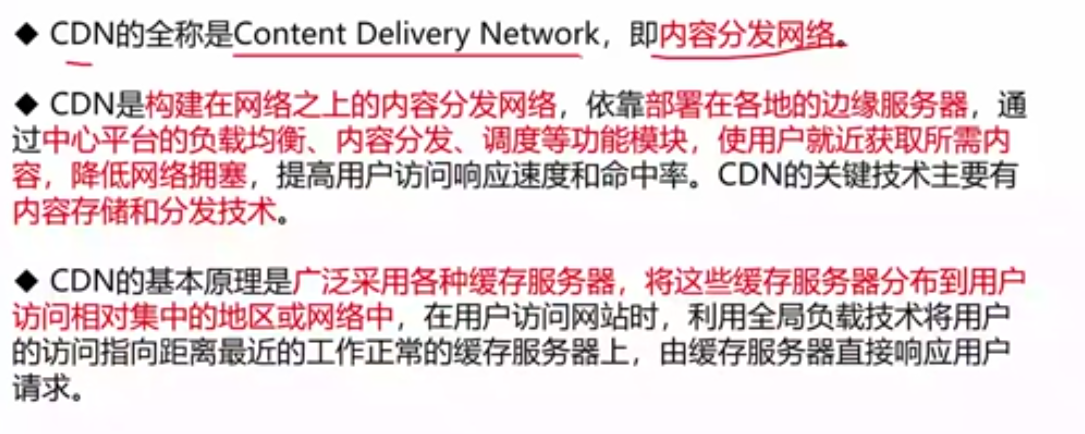 ◆ CDN的全称是Content Delivery Network，即内容分发网络。
◆ CDN是构建在网络之上的内容分发网络，依靠部署在各地的边缘服务器，通
过中心平台的负载均衡、内容分发、调度等功能模块，使用户就近获取所需内
容，降低网络拥塞，提高用户访问响应速度和命中率。CDN的关键技术主要有
内容存储和分发技术。
◆ CDN的基本原理是广泛采用各种缓存服务器，将这些缓存服务器分布到用户
访问相对集中的地区或网络中，在用户访问网站时，利用全局负载技术将用户
的访问指向距离最近的工作正常的缓存服务器上，由缓存服务器直接响应用户
请求。